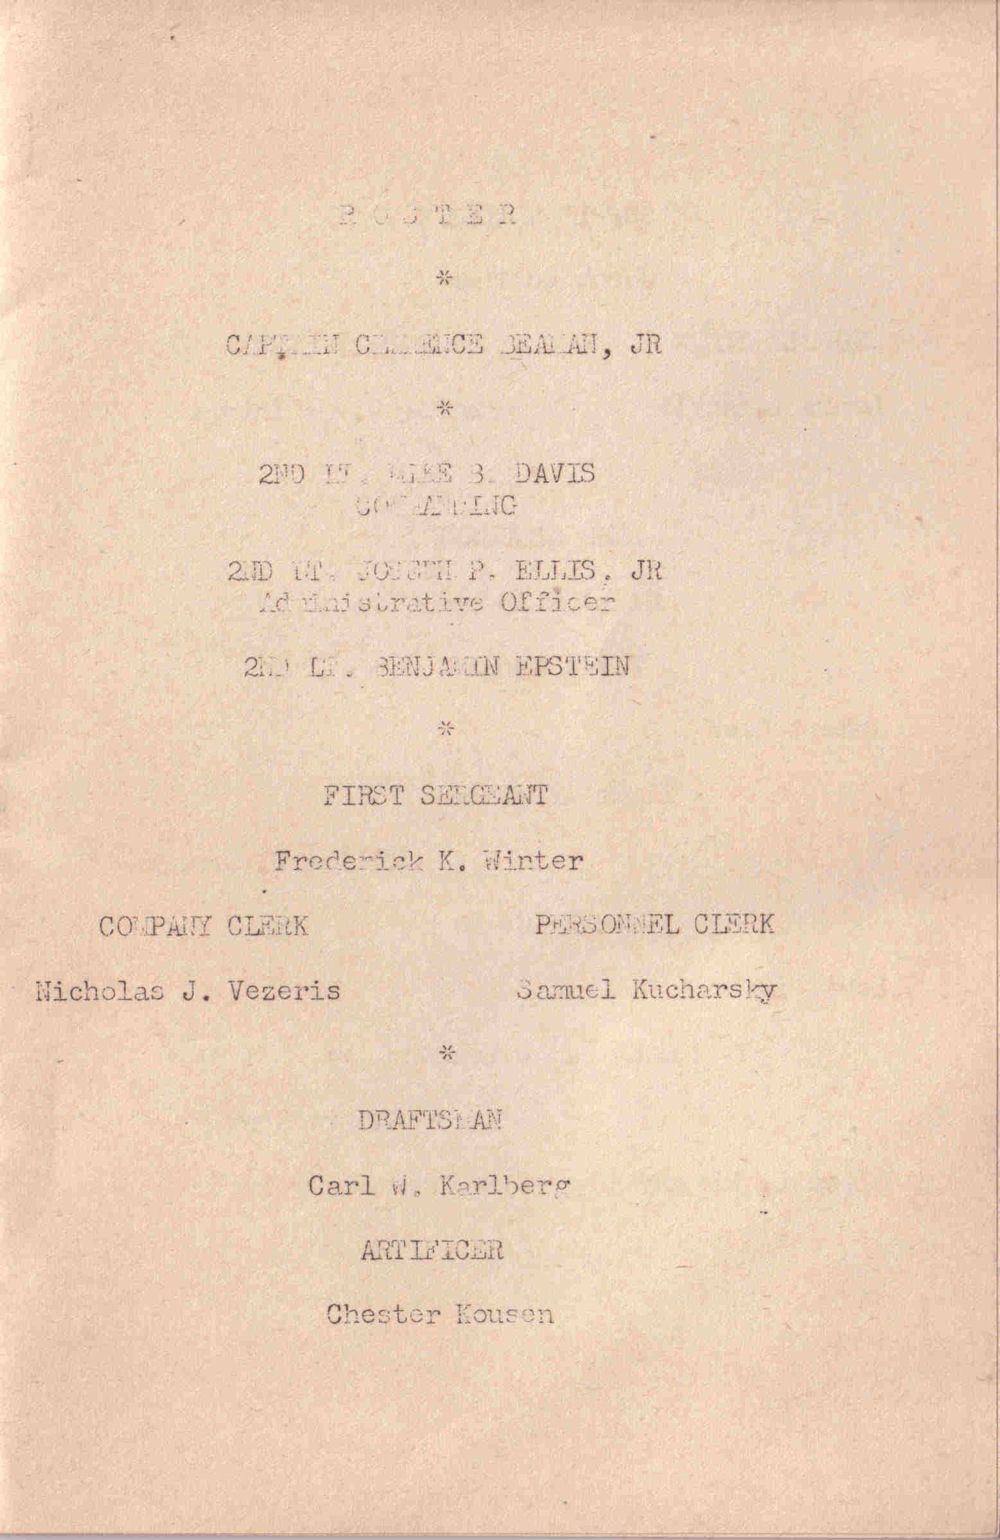 R O S T E R
*
CAPTAIN CLARENCE BEAMAN, JR
*
2ND LT. MIKE B. DAVIS
COMMANDING
2ND LT. JOSEPH P. ELLIS, JR
Administrative Officer
2ND LT. BENJAMIN EPSTEIN
*
FIRST SERGEANT
Frederick K. Winter
COMPANY CLERK PERSONNEL CLERK
Nicholas J. Vezeris Samuel Kucharsky
*
DRAFTSMAN
Carl W. Karlberg
ARTIFICER
Chester Kousen